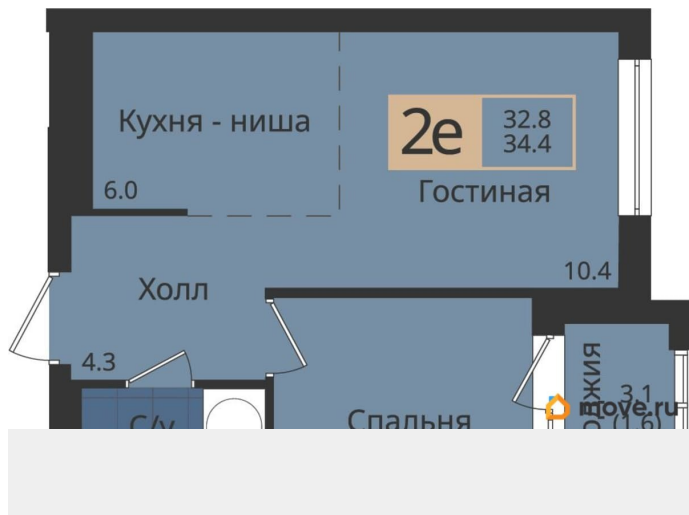 Кухня - ниша
2е
32.8
34.4
6.0
Гостиная
Холл
10.4
4.3
С/у
Спальня
3.1
(1.6)
move.ru